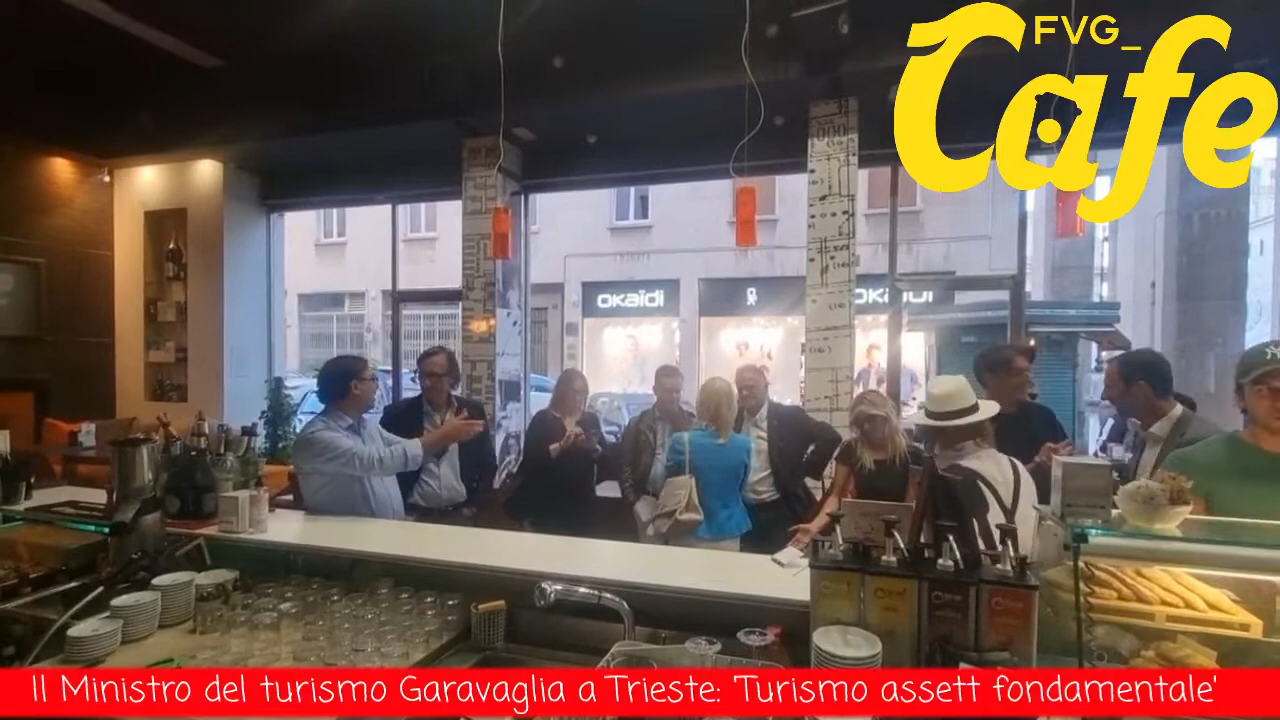 FVG_
Cafe
OKAÏDI
OKAÏDI
Il Ministro del turismo Garavaglia a Trieste: 'Turismo assett fondamentale'